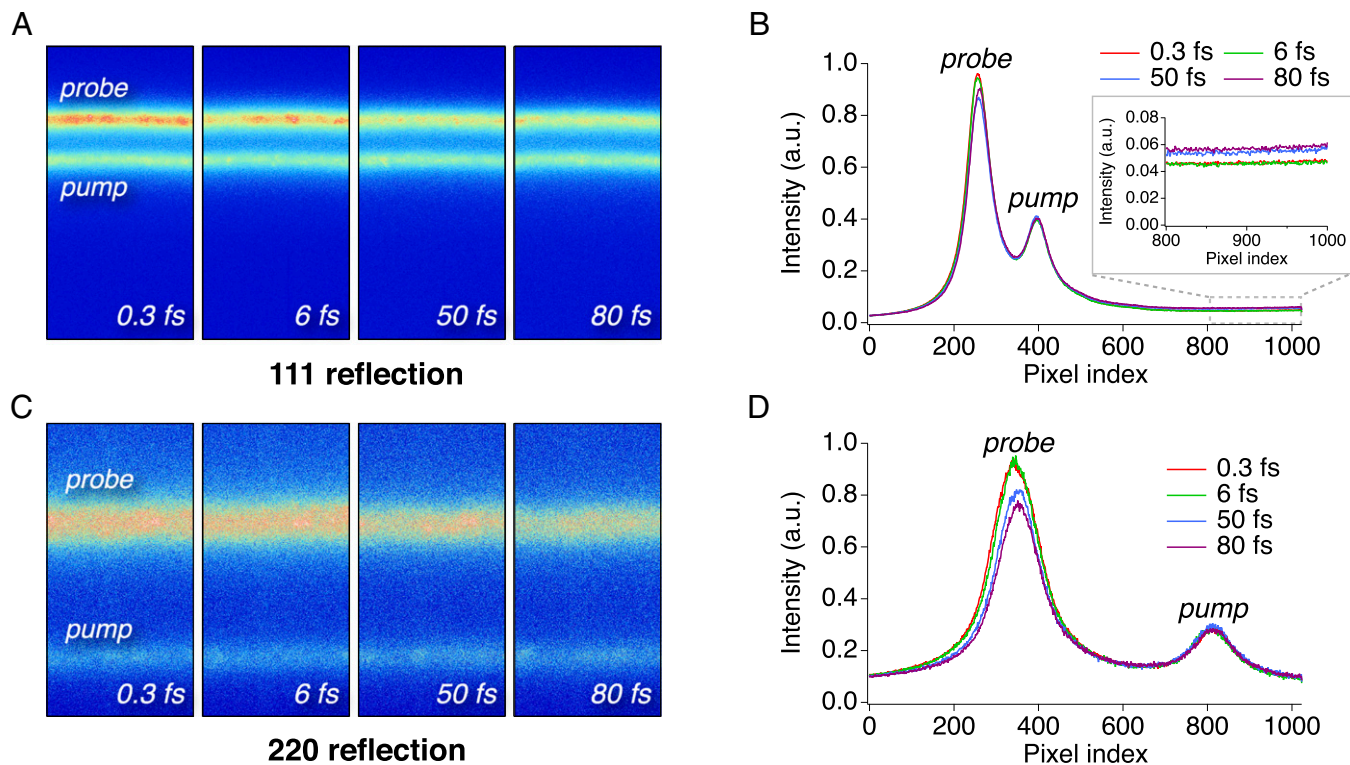 A
probe
pump
0.3 fs
6 fs
50 fs
80 fs
111 reflection
B
probe
pump
0.3 fs
6 fs
50 fs
80 fs
Intensity (a.u.)
1.0
0.8
0.6
0.4
0.2
0.0
0 200 400 600 800 1000
Pixel index
Intensity (a.u.)
0.08
0.06
0.04
0.02
0.00
800 900 1000
Pixel index
C
probe
pump
0.3 fs
6 fs
50 fs
80 fs
220 reflection
D
probe
pump
0.3 fs
6 fs
50 fs
80 fs
Intensity (a.u.)
1.0
0.8
0.6
0.4
0.2
0.0
0 200 400 600 800 1000
Pixel index